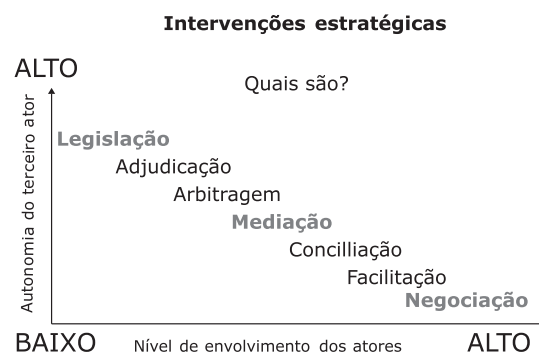 Intervenções estratégicas
ALTO
Quais são?
Autonomia do terceiro ator
Legislação
Adjudicação
Arbitragem
Mediação
Concilliação
Facilitação
Negociação
BAIXO
Nível de envolvimento dos atores
ALTO